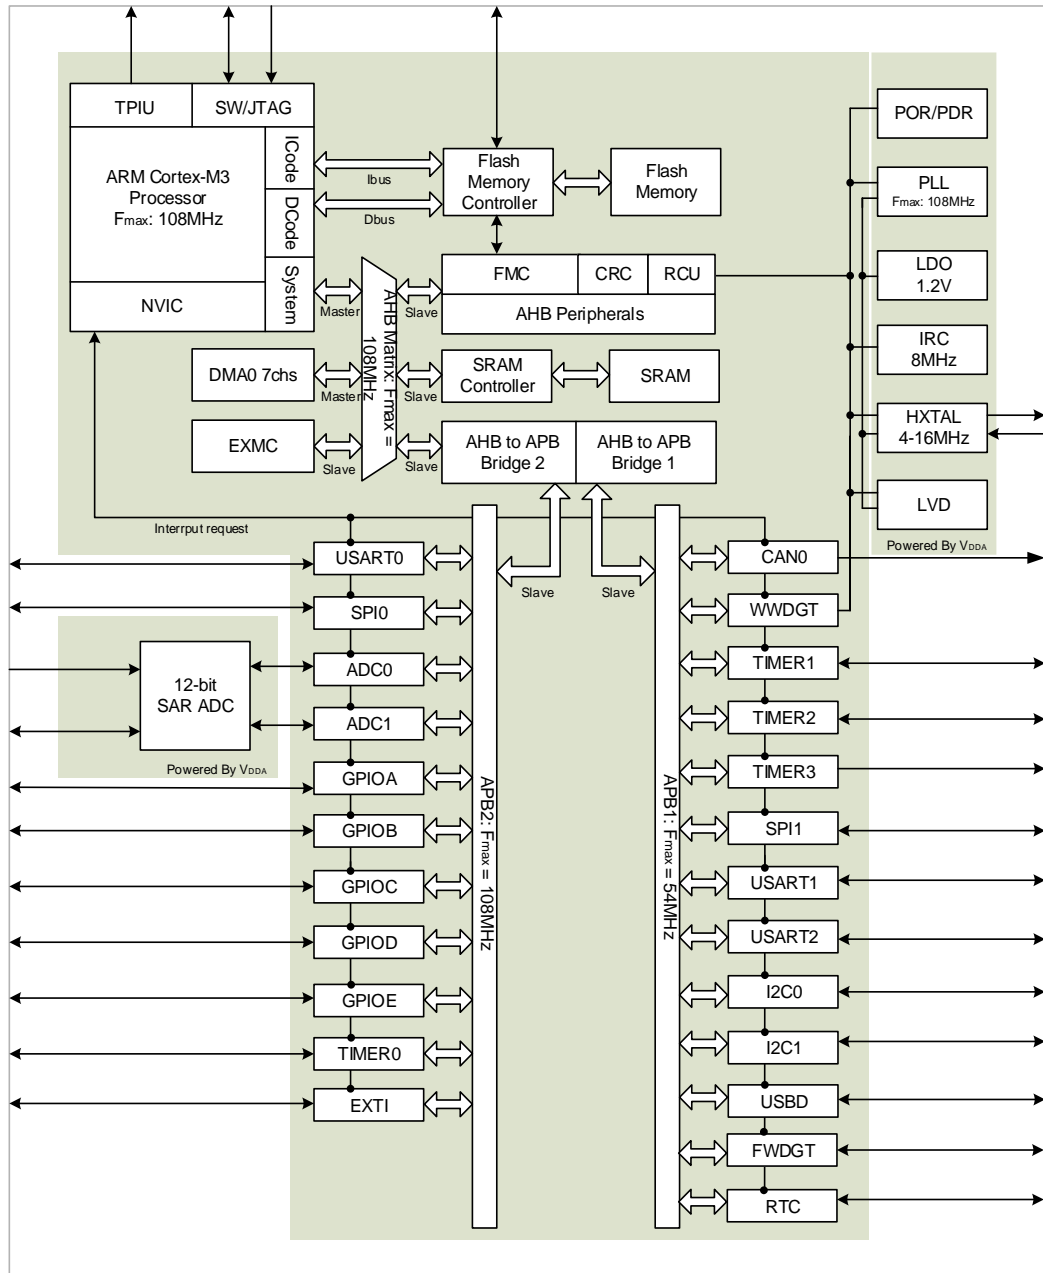 TPIU
SW/JTAG
POR/PDR
ICode
ARM Cortex-M3
Processor
Fmax: 108MHz
Ibus
Flash
Memory
Controller
Flash
Memory
PLL
Fmax: 108MHz
DCode
Dbus
LDO
1.2V
System
FMC
CRC
RCU
NVIC
Master
Slave
AHB Peripherals
IRC
8MHz
AHB Matrix: Fmax =
108MHz
DMA0 7chs
Master
Slave
SRAM
Controller
SRAM
HXTAL
4-16MHz
EXMC
Slave
Slave
AHB to APB
Bridge 2
AHB to APB
Bridge 1
LVD
Powered By VDDA
Interrput request
USART0
Slave
Slave
CAN0
SPI0
WWDGT
12-bit
SAR ADC
ADC0
TIMER1
ADC1
TIMER2
Powered By VDDA
GPIOA
APB2: Fmax = 108MHz
APB1: Fmax = 54MHz
TIMER3
GPIOB
SPI1
GPIOC
USART1
GPIOD
USART2
GPIOE
I2C0
TIMER0
I2C1
EXTI
USBD
FWDGT
RTC